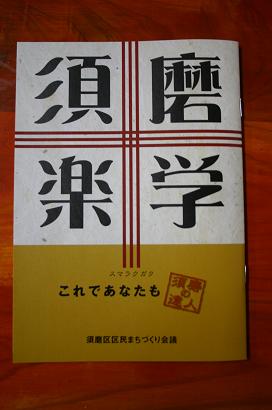 須磨
楽学
スマラクガク
これであなたも
須磨の
達人
須磨区区民まちづくり会議